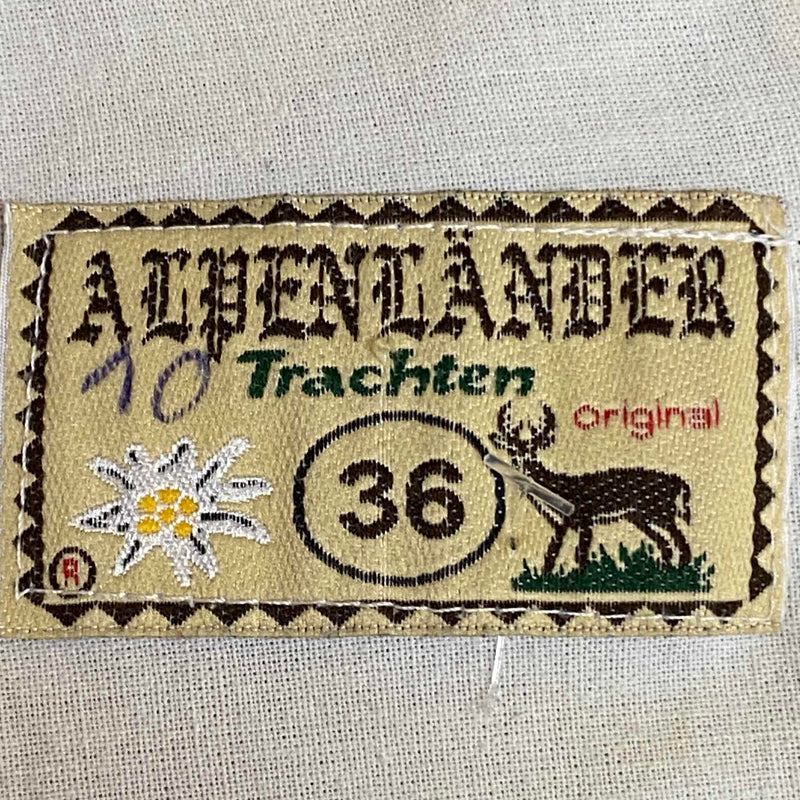 ALPENLÄNDER
10 Trachten
original
36
R